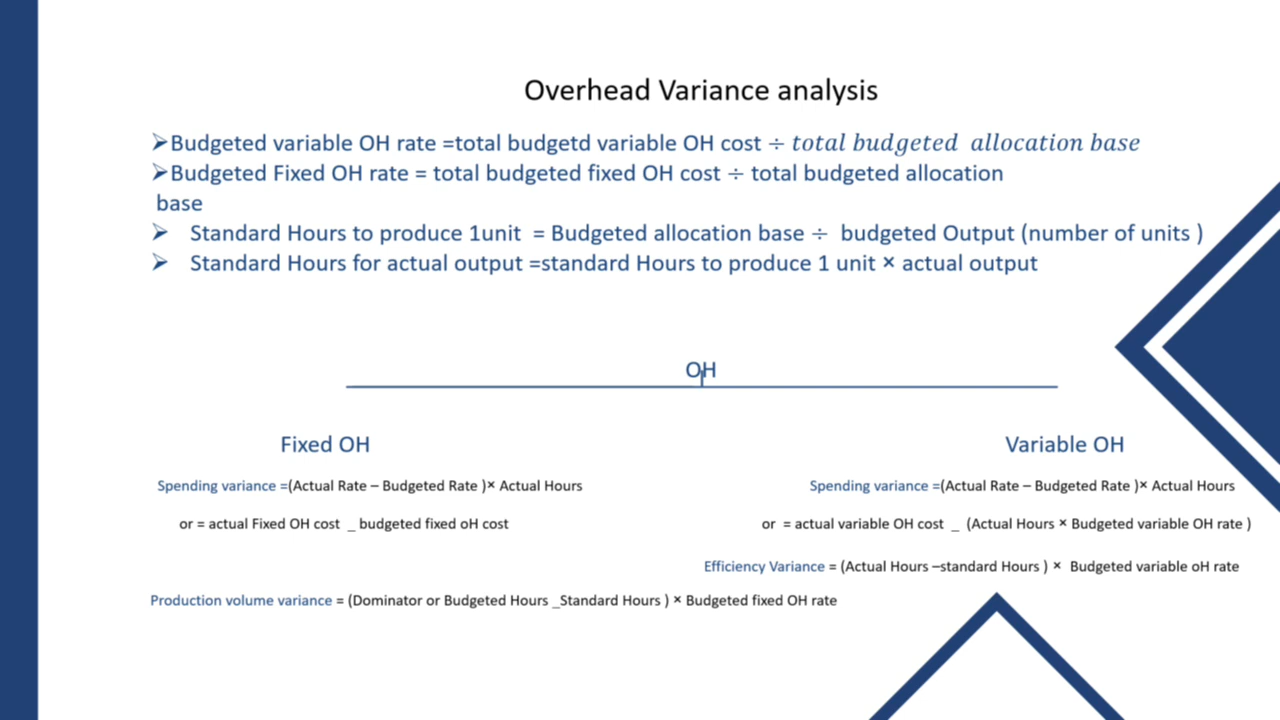 Overhead Variance analysis
➢Budgeted variable OH rate =total budgetd variable OH cost ÷ total budgeted allocation base
➢Budgeted Fixed OH rate = total budgeted fixed OH cost ÷ total budgeted allocation
base
➢ Standard Hours to produce 1unit = Budgeted allocation base ÷ budgeted Output (number of units )
➢ Standard Hours for actual output =standard Hours to produce 1 unit × actual output
OH
Fixed OH
Variable OH
Spending variance =(Actual Rate – Budgeted Rate )× Actual Hours
Spending variance =(Actual Rate – Budgeted Rate )× Actual Hours
or = actual Fixed OH cost _ budgeted fixed oH cost
or = actual variable OH cost _ (Actual Hours × Budgeted variable OH rate )
Efficiency Variance = (Actual Hours –standard Hours ) × Budgeted variable oH rate
Production volume variance = (Dominator or Budgeted Hours _Standard Hours ) × Budgeted fixed OH rate